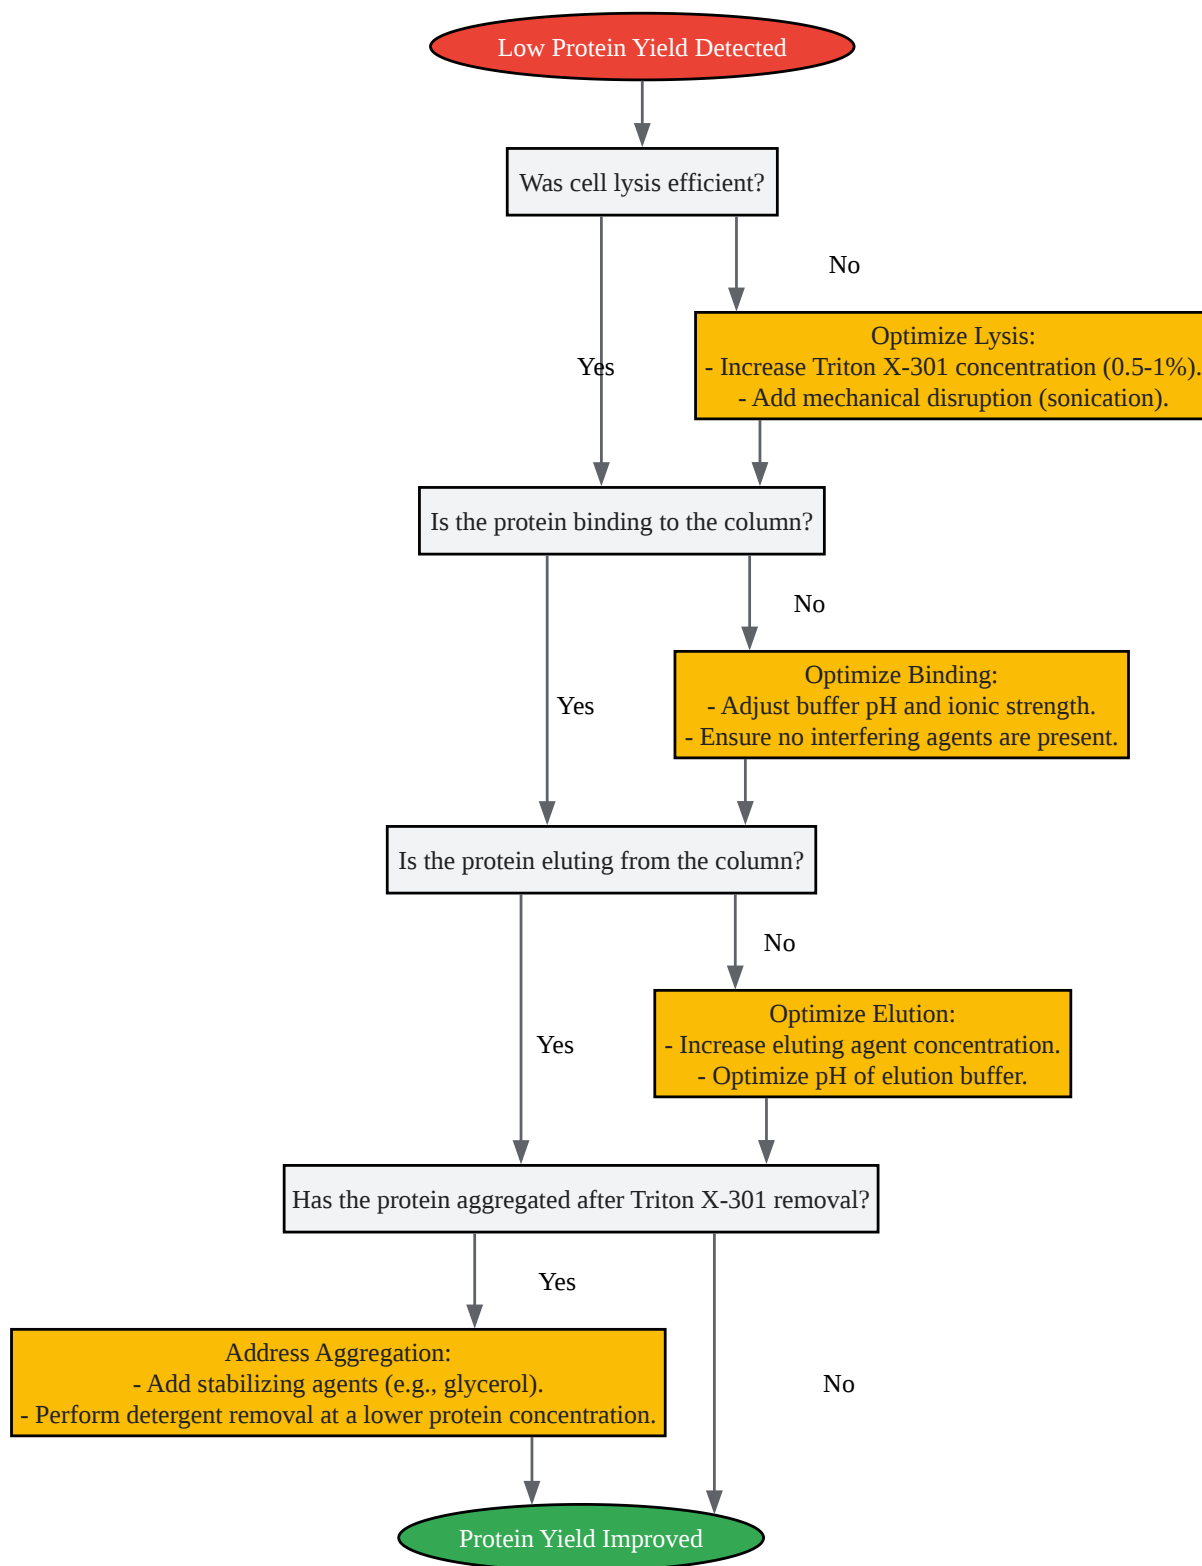 Low Protein Yield Detected
Was cell lysis efficient?
No
Optimize Lysis:
- Increase Triton X-301 concentration (0.5-1%).
- Add mechanical disruption (sonication).
Yes
Is the protein binding to the column?
No
Optimize Binding:
- Adjust buffer pH and ionic strength.
- Ensure no interfering agents are present.
Yes
Is the protein eluting from the column?
No
Optimize Elution:
- Increase eluting agent concentration.
- Optimize pH of elution buffer.
Yes
Has the protein aggregated after Triton X-301 removal?
Yes
Address Aggregation:
- Add stabilizing agents (e.g., glycerol).
- Perform detergent removal at a lower protein concentration.
No
Protein Yield Improved